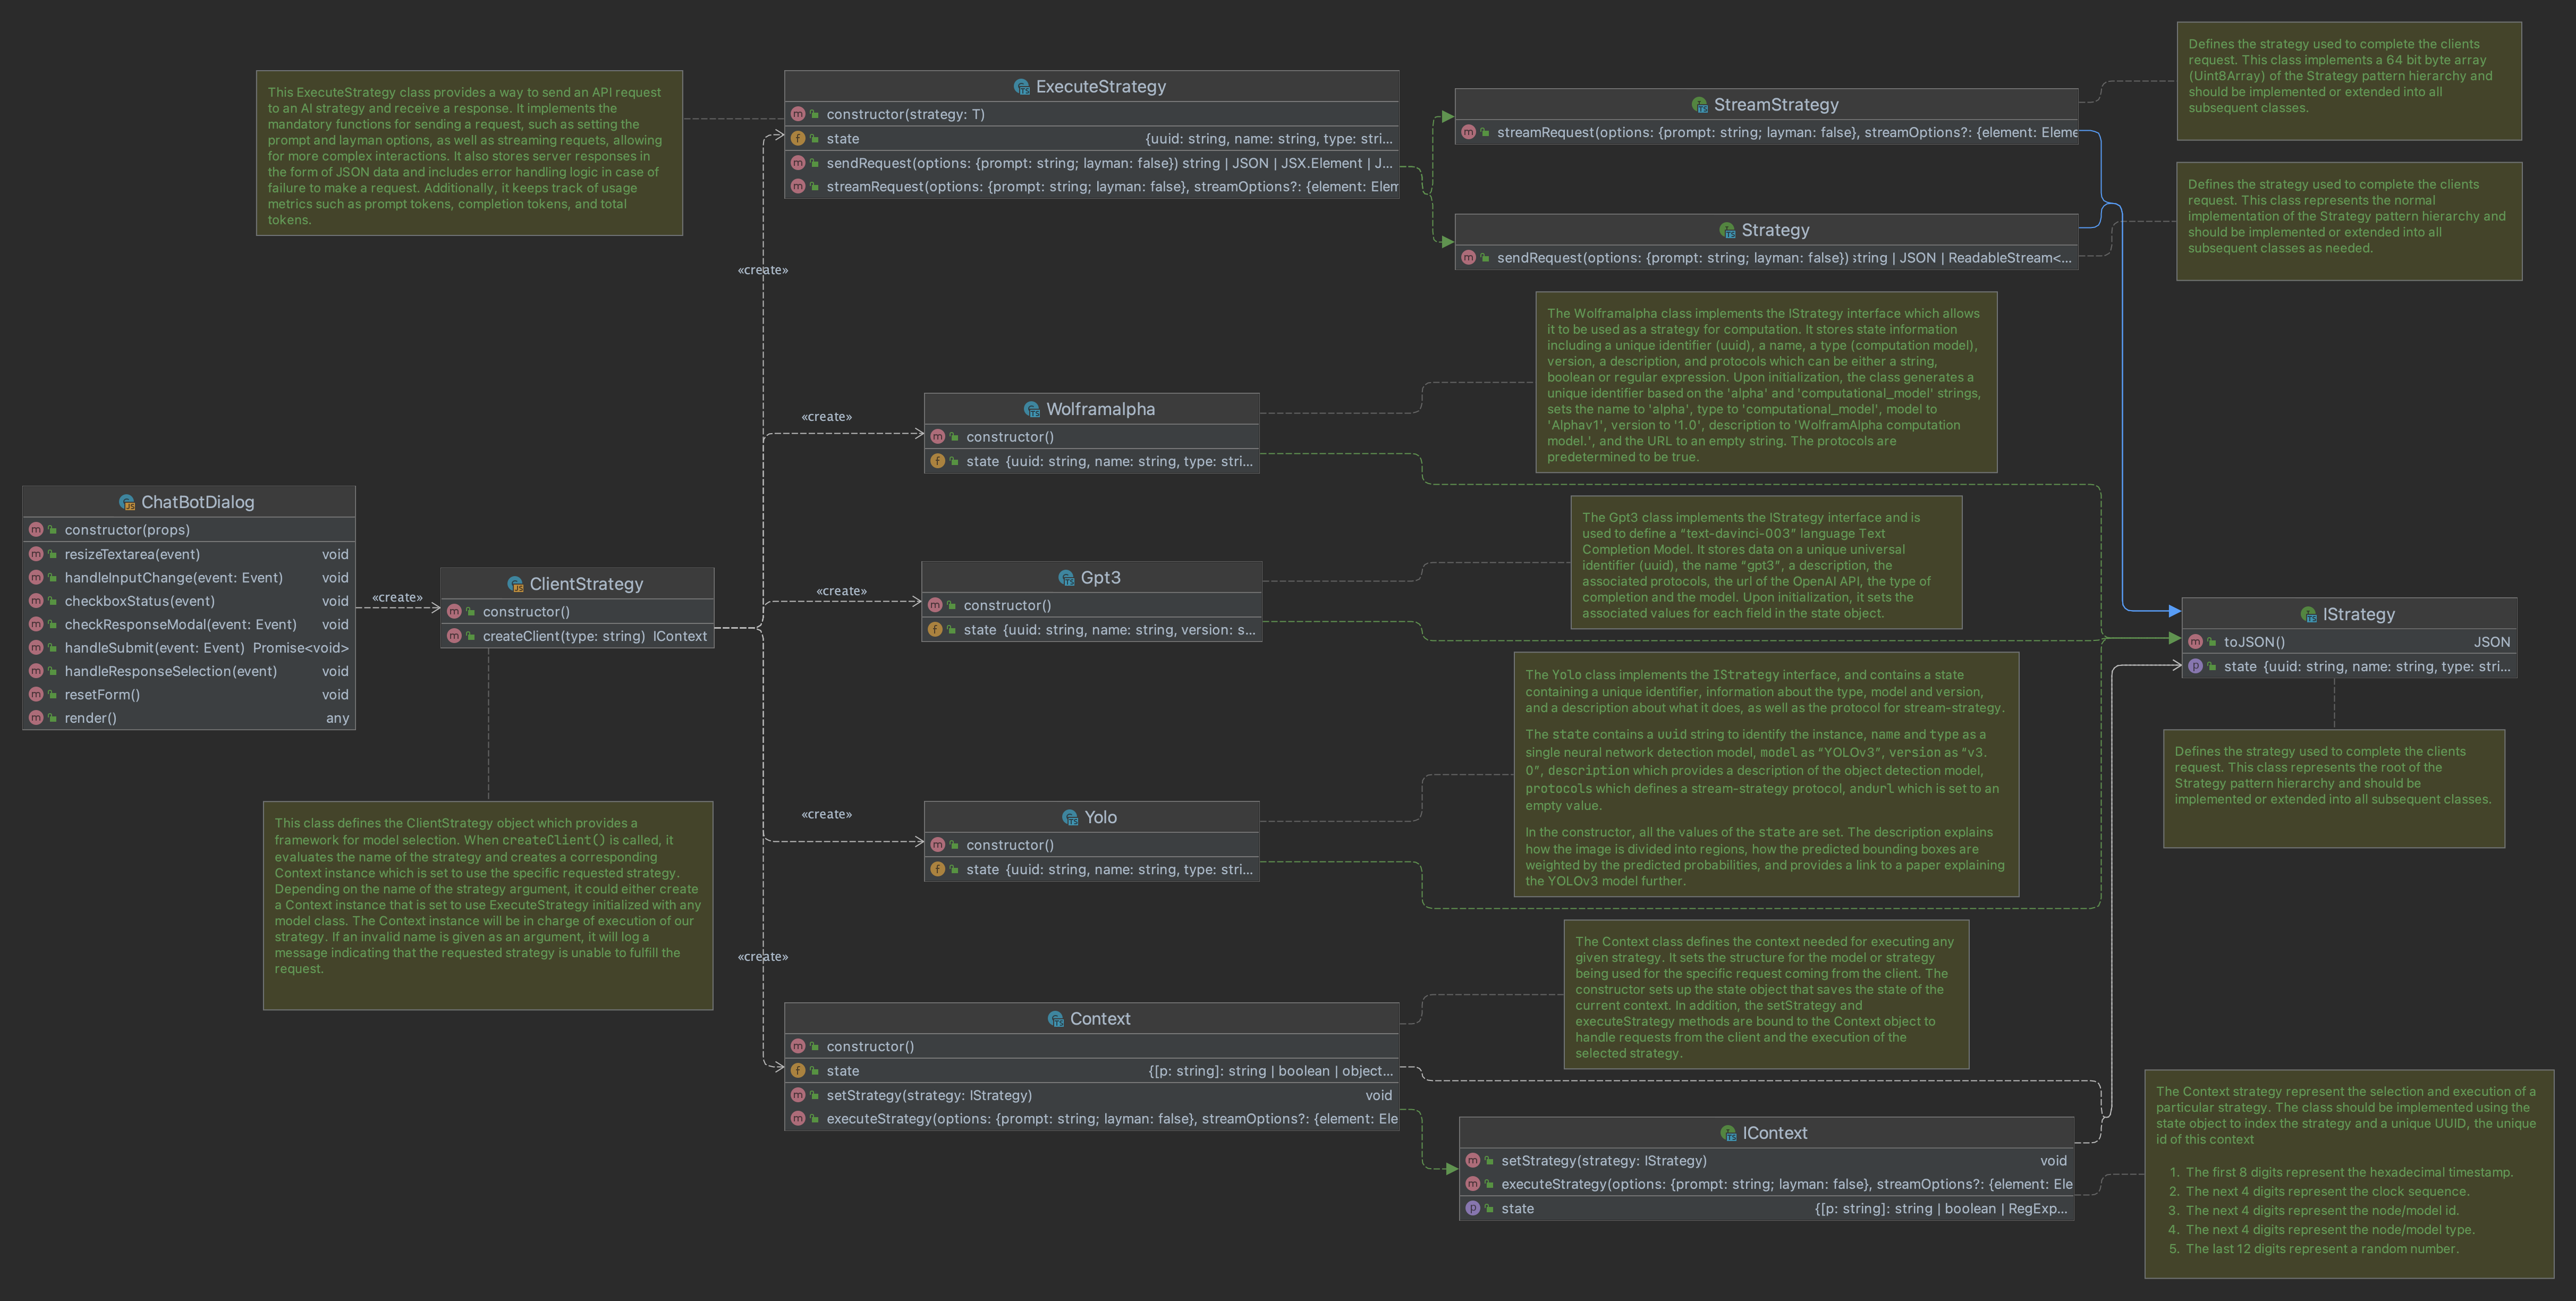 This ExecuteStrategy class provides a way to send an API request
to an AI strategy and receive a response. It implements the
mandatory functions for sending a request, such as setting the
prompt and layman options, as well as streaming requets, allowing
for more complex interactions. It also stores server responses in
the form of JSON data and includes error handling logic in case of
failure to make a request. Additionally, it keeps track of usage
metrics such as prompt tokens, completion tokens, and total
tokens.
ExecuteStrategy
constructor(strategy: T)
state {uuid: string, name: string, type: stri...
sendRequest(options: {prompt: string; layman: false}) string | JSON | JSX.Element | J...
streamRequest(options: {prompt: string; layman: false}, streamOptions?: {element: Elem
StreamStrategy
streamRequest(options: {prompt: string; layman: false}, streamOptions?: {element: Eleme
Defines the strategy used to complete the clients
request. This class implements a 64 bit byte array
(Uint8Array) of the Strategy pattern hierarchy and
should be implemented or extended into all
subsequent classes.
Strategy
sendRequest(options: {prompt: string; layman: false}) string | JSON | ReadableStream<...
Defines the strategy used to complete the clients
request. This class represents the normal
implementation of the Strategy pattern hierarchy and
should be implemented or extended into all
subsequent classes as needed.
«create»
The Wolframalpha class implements the IStrategy interface which allows
it to be used as a strategy for computation. It stores state information
including a unique identifier (uuid), a name, a type (computation model),
version, a description, and protocols which can be either a string,
boolean or regular expression. Upon initialization, the class generates a
unique identifier based on the 'alpha' and 'computational_model' strings,
sets the name to 'alpha', type to 'computational_model', model to
'Alphav1', version to '1.0', description to 'WolframAlpha computation
model.', and the URL to an empty string. The protocols are
predetermined to be true.
«create»
Wolframalpha
constructor()
state {uuid: string, name: string, type: stri...
ChatBotDialog
constructor(props)
resizeTextarea(event) void
handleInputChange(event: Event) void
checkboxStatus(event) void
checkResponseModal(event: Event) void
handleSubmit(event: Event) Promise<void>
handleResponseSelection(event) void
resetForm() void
render() any
«create»
ClientStrategy
constructor()
createClient(type: string) IContext
«create»
Gpt3
constructor()
state {uuid: string, name: string, version: s...
The Gpt3 class implements the IStrategy interface and is
used to define a "text-davinci-003" language Text
Completion Model. It stores data on a unique universal
identifier (uuid), the name "gpt3", a description, the
associated protocols, the url of the OpenAI API, the type of
completion and the model. Upon initialization, it sets the
associated values for each field in the state object.
IStrategy
toJSON() JSON
state {uuid: string, name: string, type: stri...
The Yolo class implements the IStrategy interface, and contains a state
containing a unique identifier, information about the type, model and version,
and a description about what it does, as well as the protocol for stream-strategy.
The state contains a uuid string to identify the instance, name and type as a
single neural network detection model, model as "YOLOv3", version as "v3.
0", description which provides a description of the object detection model,
protocols which defines a stream-strategy protocol, andurl which is set to an
empty value.
In the constructor, all the values of the state are set. The description explains
how the image is divided into regions, how the predicted bounding boxes are
weighted by the predicted probabilities, and provides a link to a paper explaining
the YOLOv3 model further.
Defines the strategy used to complete the clients
request. This class represents the root of the
Strategy pattern hierarchy and should be
implemented or extended into all subsequent classes.
«create»
Yolo
constructor()
state {uuid: string, name: string, type: stri...
This class defines the ClientStrategy object which provides a
framework for model selection. When createClient() is called, it
evaluates the name of the strategy and creates a corresponding
Context instance which is set to use the specific requested strategy.
Depending on the name of the strategy argument, it could either create
a Context instance that is set to use ExecuteStrategy initialized with any
model class. The Context instance will be in charge of execution of our
strategy. If an invalid name is given as an argument, it will log a
message indicating that the requested strategy is unable to fulfill the
request.
«create»
The Context class defines the context needed for executing any
given strategy. It sets the structure for the model or strategy
being used for the specific request coming from the client. The
constructor sets up the state object that saves the state of the
current context. In addition, the setStrategy and
executeStrategy methods are bound to the Context object to
handle requests from the client and the execution of the
selected strategy.
Context
constructor()
state {[p: string]: string | boolean | object...
setStrategy(strategy: IStrategy) void
executeStrategy(options: {prompt: string; layman: false}, streamOptions?: {element: Ele
IContext
setStrategy(strategy: IStrategy) void
executeStrategy(options: {prompt: string; layman: false}, streamOptions?: {element: Ele
state {[p: string]: string | boolean | RegExp...
The Context strategy represent the selection and execution of a
particular strategy. The class should be implemented using the
state object to index the strategy and a unique UUID, the unique
id of this context
1. The first 8 digits represent the hexadecimal timestamp.
2. The next 4 digits represent the clock sequence.
3. The next 4 digits represent the node/model id.
4. The next 4 digits represent the node/model type.
5. The last 12 digits represent a random number.